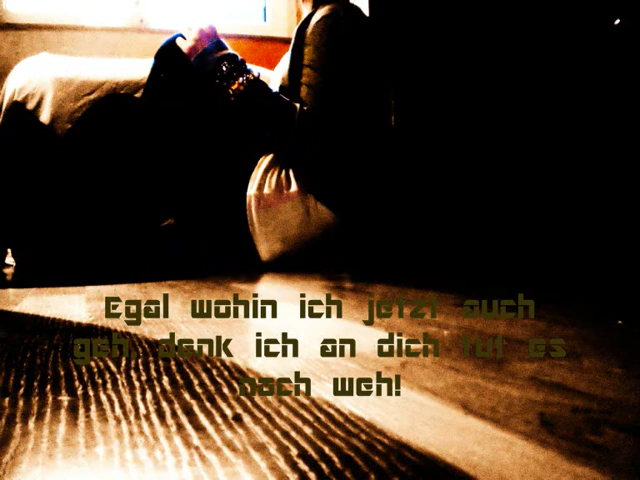 Egal wohin ich jetzt auch
geh, denk ich an dich tut es
noch weh!